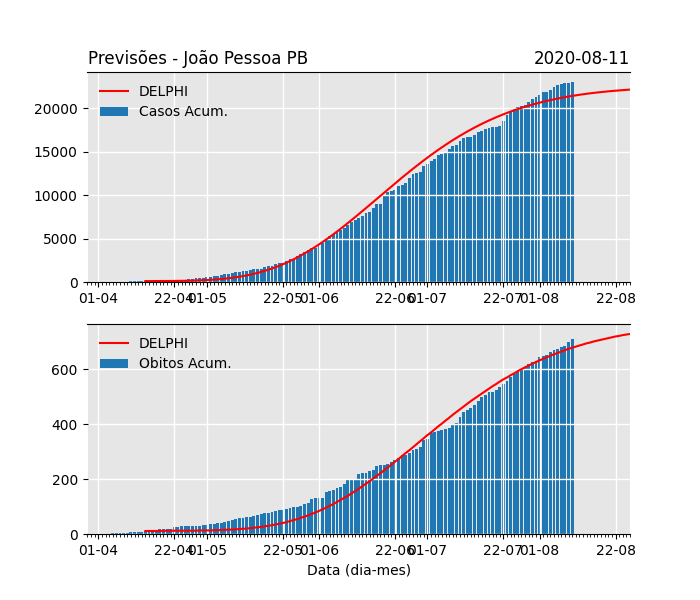 Previsões - João Pessoa PB 2020-08-11
DELPHI
Casos Acum.
20000
15000
10000
5000
0
01-04 22-04 01-05 22-05 01-06 22-06 01-07 22-07 01-08 22-08
DELPHI
Obitos Acum.
600
400
200
0
01-04 22-04 01-05 22-05 01-06 22-06 01-07 22-07 01-08 22-08
Data (dia-mes)